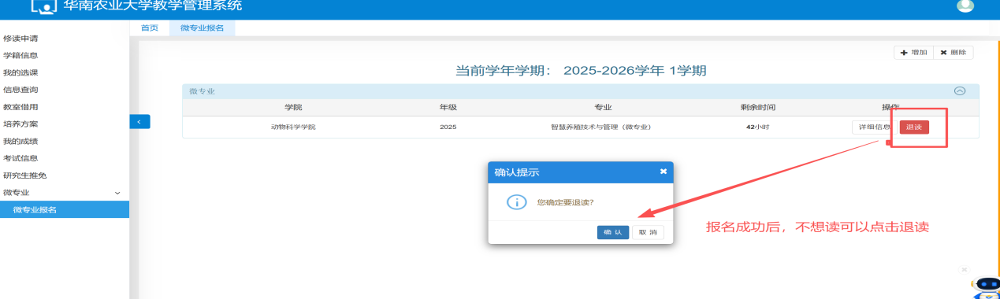 华南农业大学教学管理系统
首页 微专业报名
修读申请
学籍信息
我的选课
信息查询
教室借用
培养方案
我的成绩
考试信息
研究生推免
微专业
微专业报名
增加 删除
当前学年学期： 2025-2026学年 1学期
微专业
学院 年级 专业 剩余时间 操作
动物科学学院 2025 智慧养殖技术与管理（微专业） 42小时 详细信息 退读
确认提示
您确定要退读?
确 认 取 消
报名成功后，不想读可以点击退读